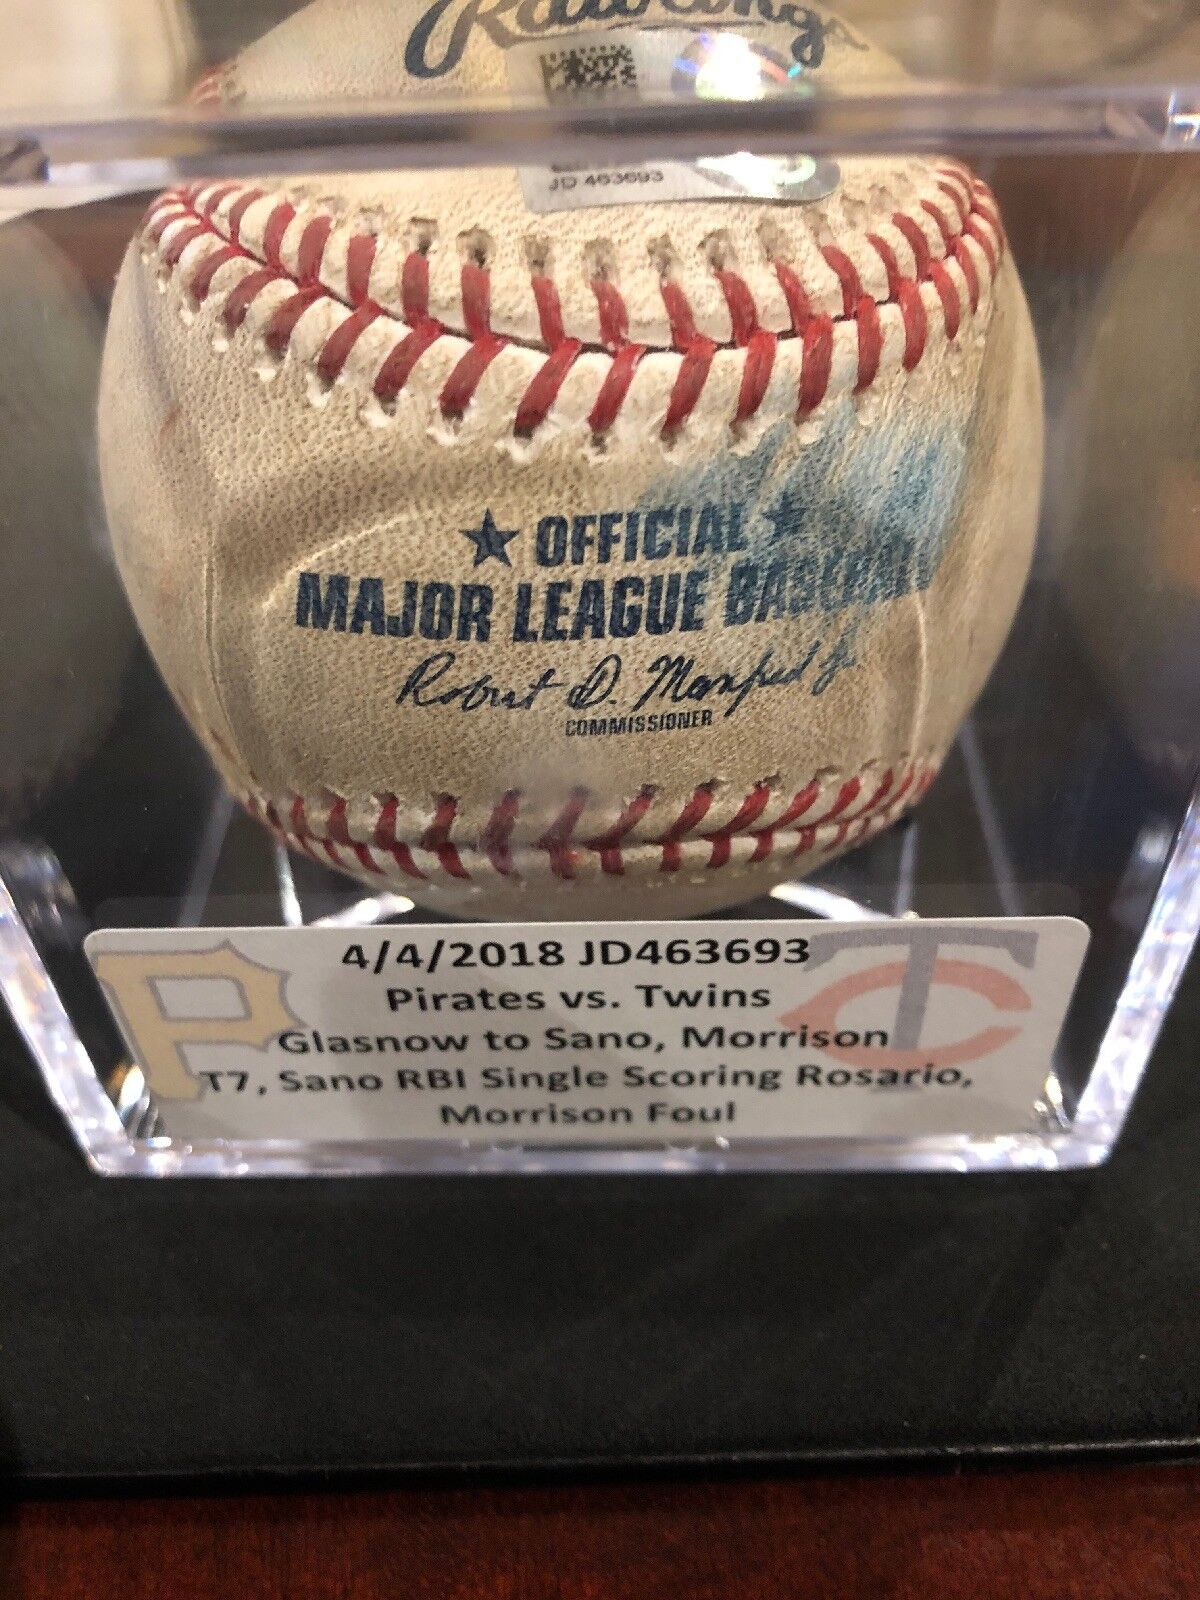 Rawlings
JD 463693
OFFICIAL
MAJOR LEAGUE BASEBALL
Robert D. Manfred Jr
COMMISSIONER
4/4/2018 JD463693
Pirates vs. Twins
Glasnow to Sano, Morrison
T7, Sano RBI Single Scoring Rosario,
Morrison Foul
P
TC